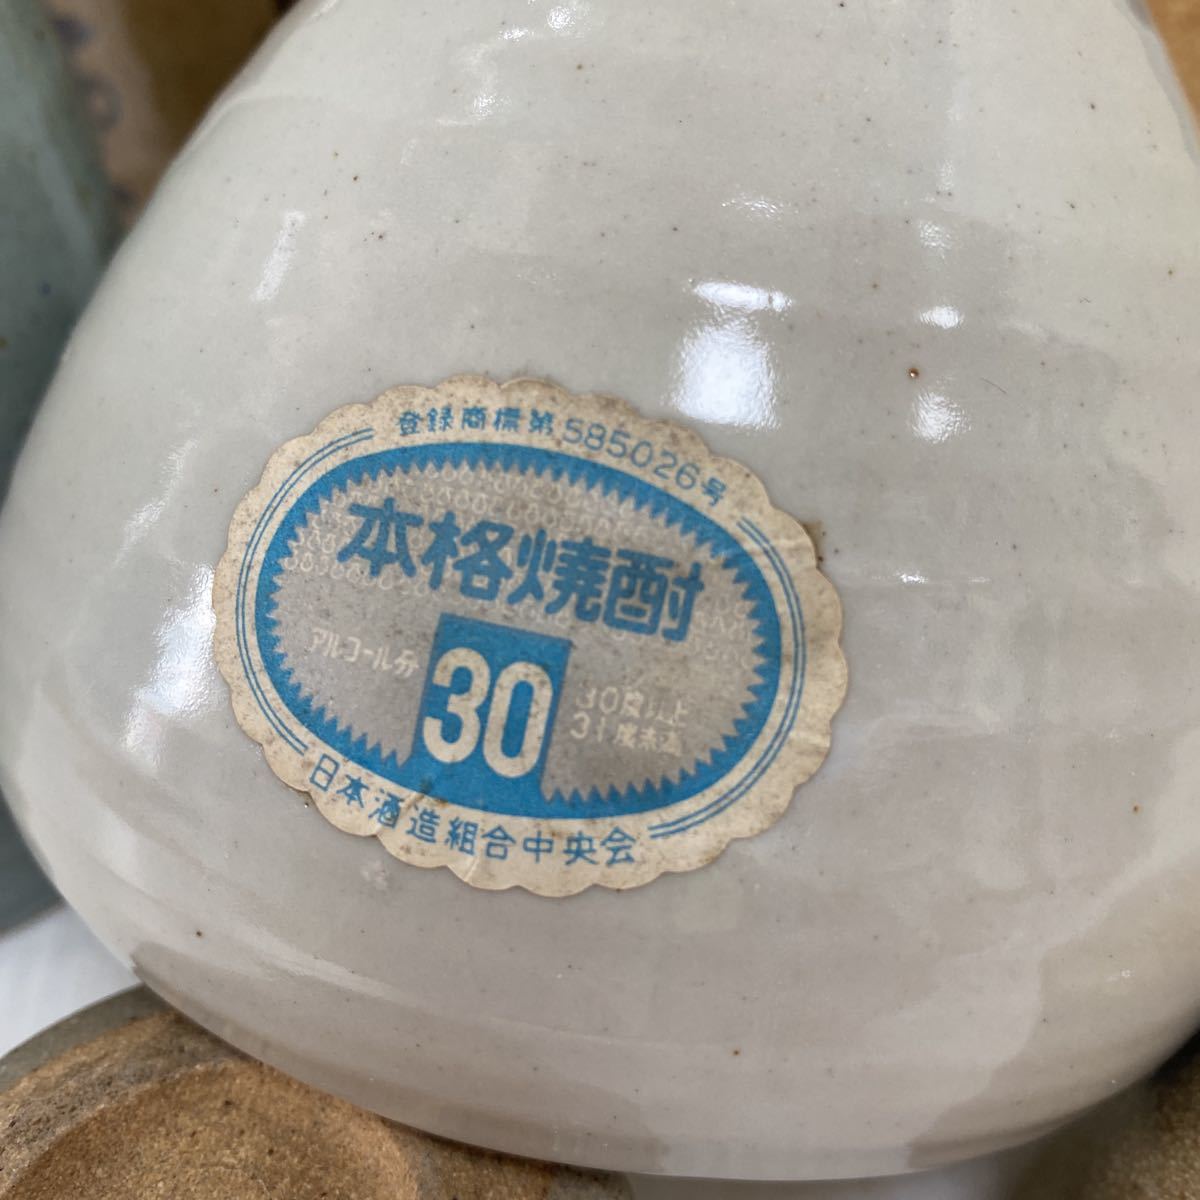 登録商標第585026号
本格焼酎
アルコール分
30
30度以上
31度未満
日本酒造組合中央会